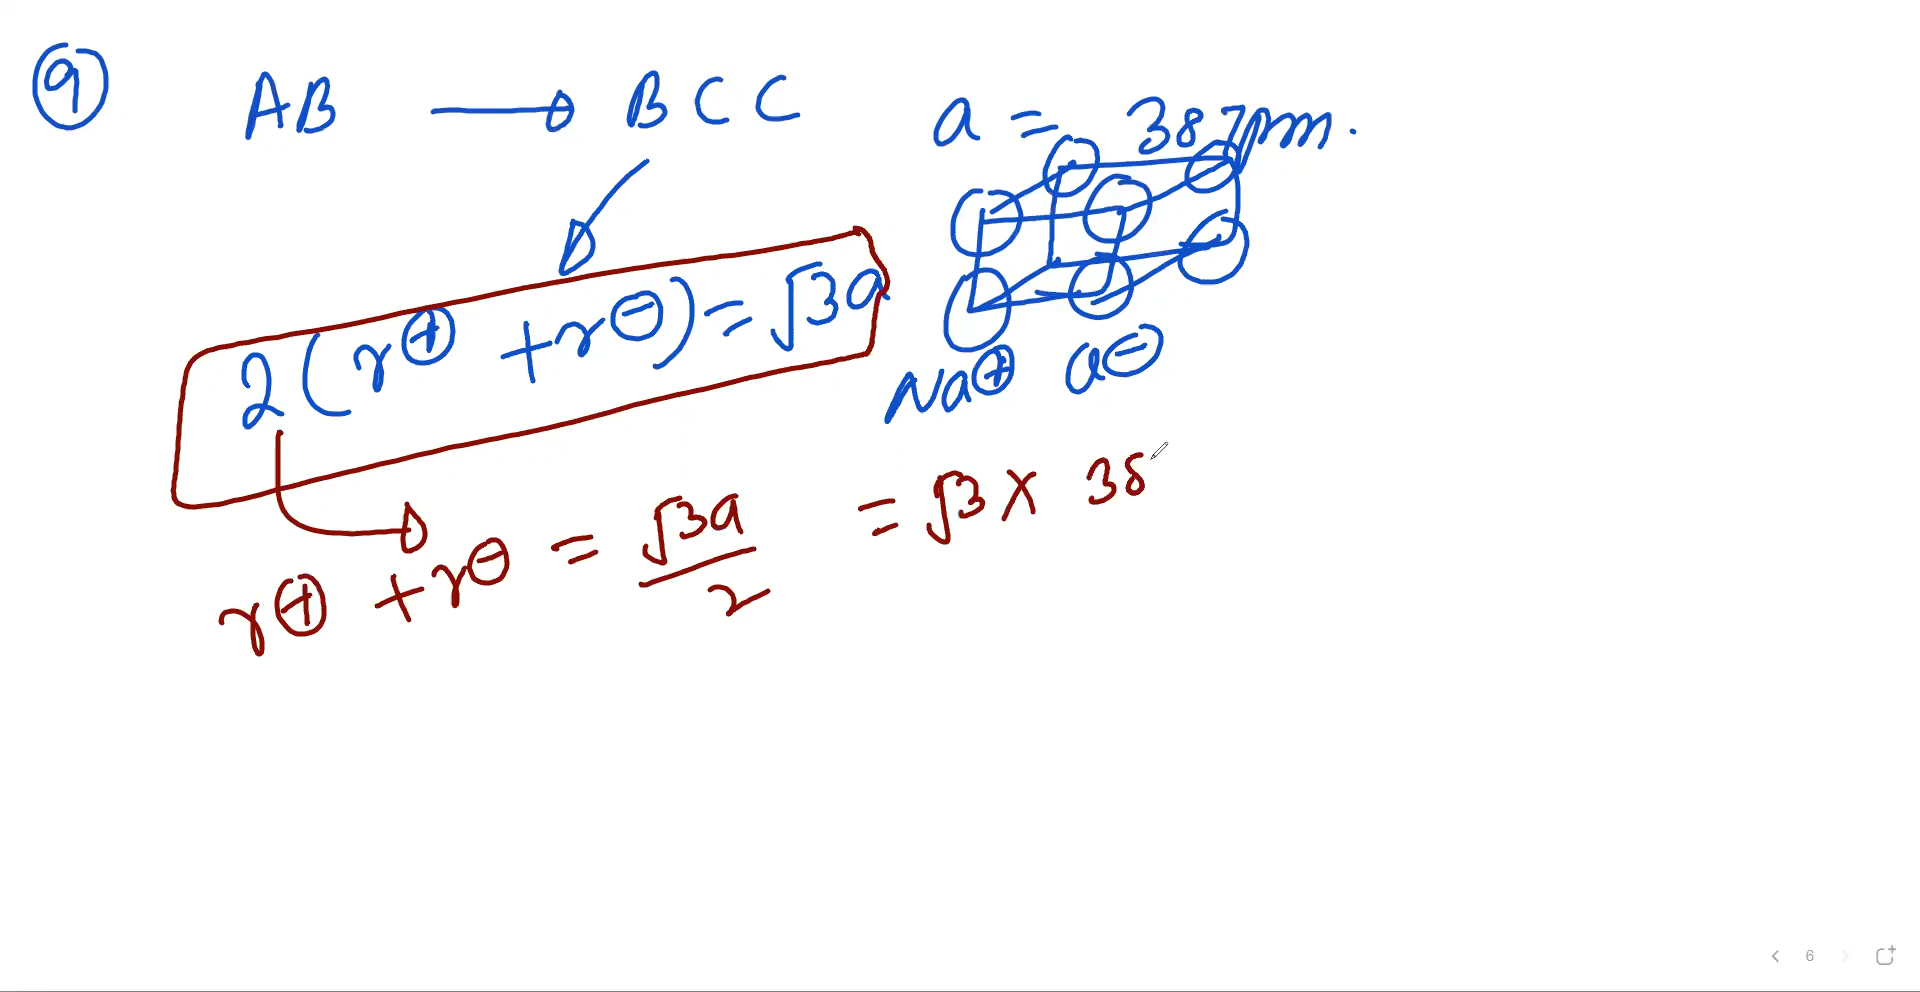 9 AB → BCC a = 387pm.
2(r⊕ + r⊖) = √3a
Na⊕ Cl⊖
r⊕ + r⊖ = √3a/2 = √3 × 38
6